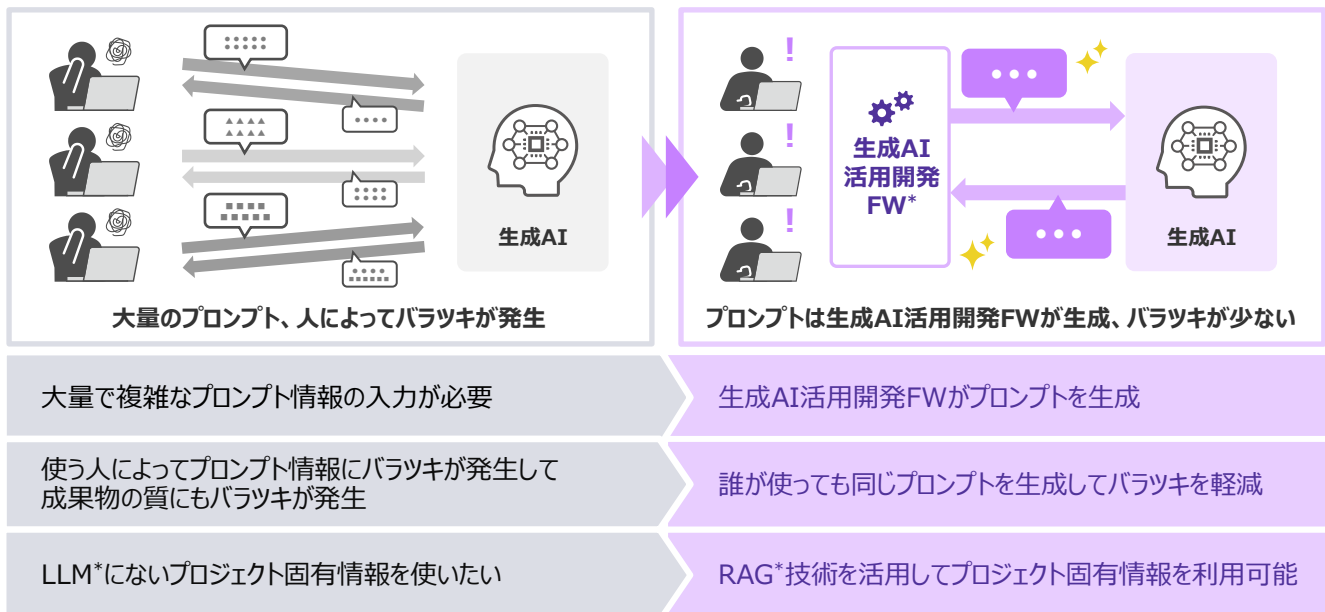 生成AI
大量のプロンプト、人によってバラツキが発生
!
!
!
生成AI
活用開発
FW*
生成AI
プロンプトは生成AI活用開発FWが生成、バラツキが少ない
大量で複雑なプロンプト情報の入力が必要
生成AI活用開発FWがプロンプトを生成
使う人によってプロンプト情報にバラツキが発生して
成果物の質にもバラツキが発生
誰が使っても同じプロンプトを生成してバラツキを軽減
LLM*にないプロジェクト固有情報を使いたい
RAG*技術を活用してプロジェクト固有情報を利用可能